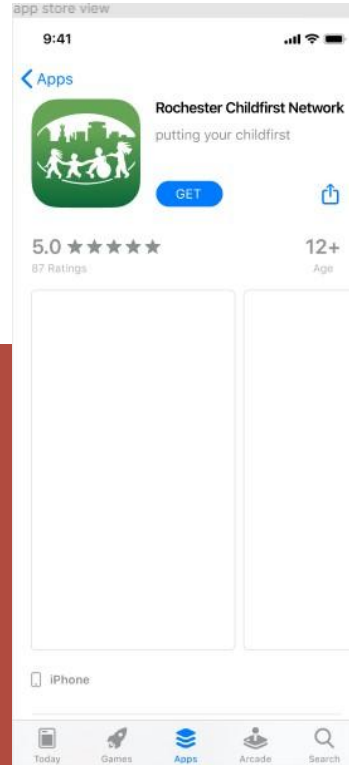 app store view
9:41
Apps
Rochester Childfirst Network
putting your childfirst
GET
5.0
12+
87 Ratings
Age
iPhone
Today Games Apps Arcade Search